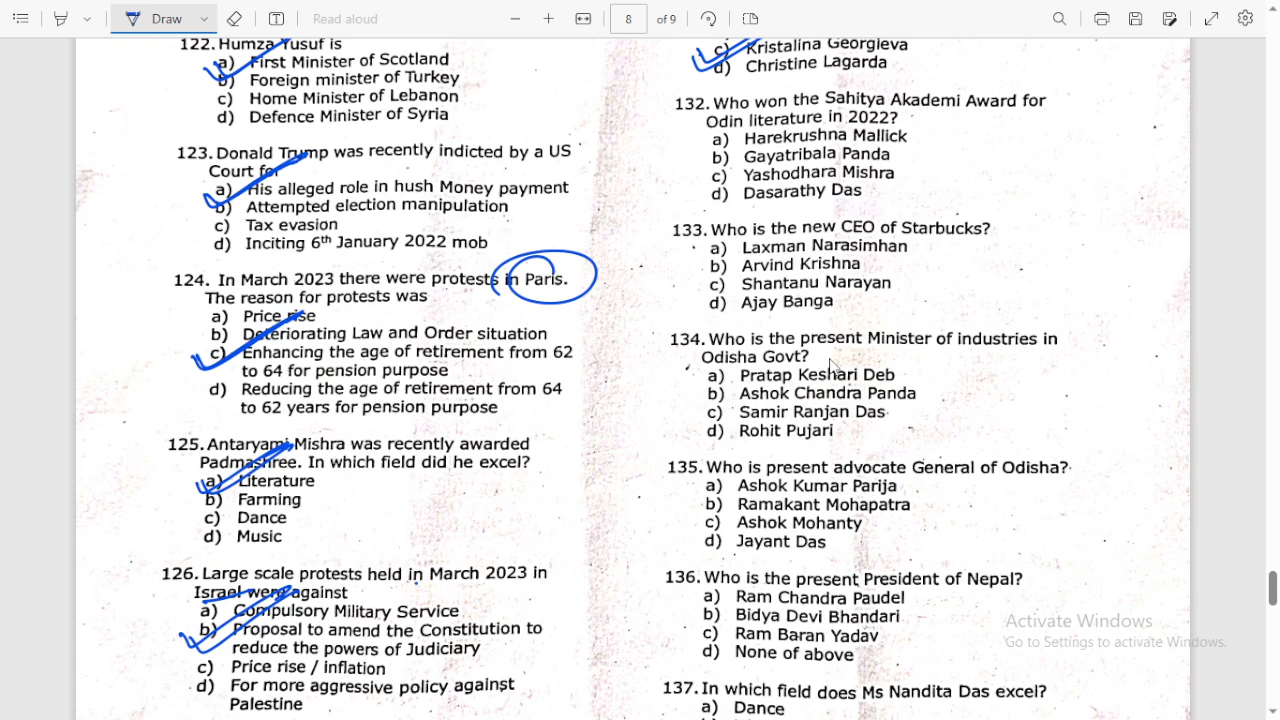 Draw
Read aloud
8
of 9
122. Humza Yusuf is
a) First Minister of Scotland
b) Foreign minister of Turkey
c) Home Minister of Lebanon
d) Defence Minister of Syria
123. Donald Trump was recently indicted by a US
Court for
a) His alleged role in hush Money payment
b) Attempted election manipulation
c) Tax evasion
d) Inciting 6th January 2022 mob
124. In March 2023 there were protests in Paris.
The reason for protests was
a) Price rise
b) Deteriorating Law and Order situation
c) Enhancing the age of retirement from 62
to 64 for pension purpose
d) Reducing the age of retirement from 64
to 62 years for pension purpose
125. Antaryami Mishra was recently awarded
Padmashree. In which field did he excel?
a) Literature
b) Farming
c) Dance
d) Music
126. Large scale protests held in March 2023 in
Israel were against
a) Compulsory Military Service
b) Proposal to amend the Constitution to
reduce the powers of Judiciary
c) Price rise / inflation
d) For more aggressive policy against
Palestine
c) Kristalina Georgieva
d) Christine Lagarda
132. Who won the Sahitya Akademi Award for
Odin literature in 2022?
a) Harekrushna Mallick
b) Gayatribala Panda
c) Yashodhara Mishra
d) Dasarathy Das
133. Who is the new CEO of Starbucks?
a) Laxman Narasimhan
b) Arvind Krishna
c) Shantanu Narayan
d) Ajay Banga
134. Who is the present Minister of industries in
Odisha Govt?
a) Pratap Keshari Deb
b) Ashok Chandra Panda
c) Samir Ranjan Das
d) Rohit Pujari
135. Who is present advocate General of Odisha?
a) Ashok Kumar Parija
b) Ramakant Mohapatra
c) Ashok Mohanty
d) Jayant Das
136. Who is the present President of Nepal?
a) Ram Chandra Paudel
b) Bidya Devi Bhandari
c) Ram Baran Yadav
d) None of above
137. In which field does Ms Nandita Das excel?
a) Dance
Activate Windows
Go to Settings to activate Windows.